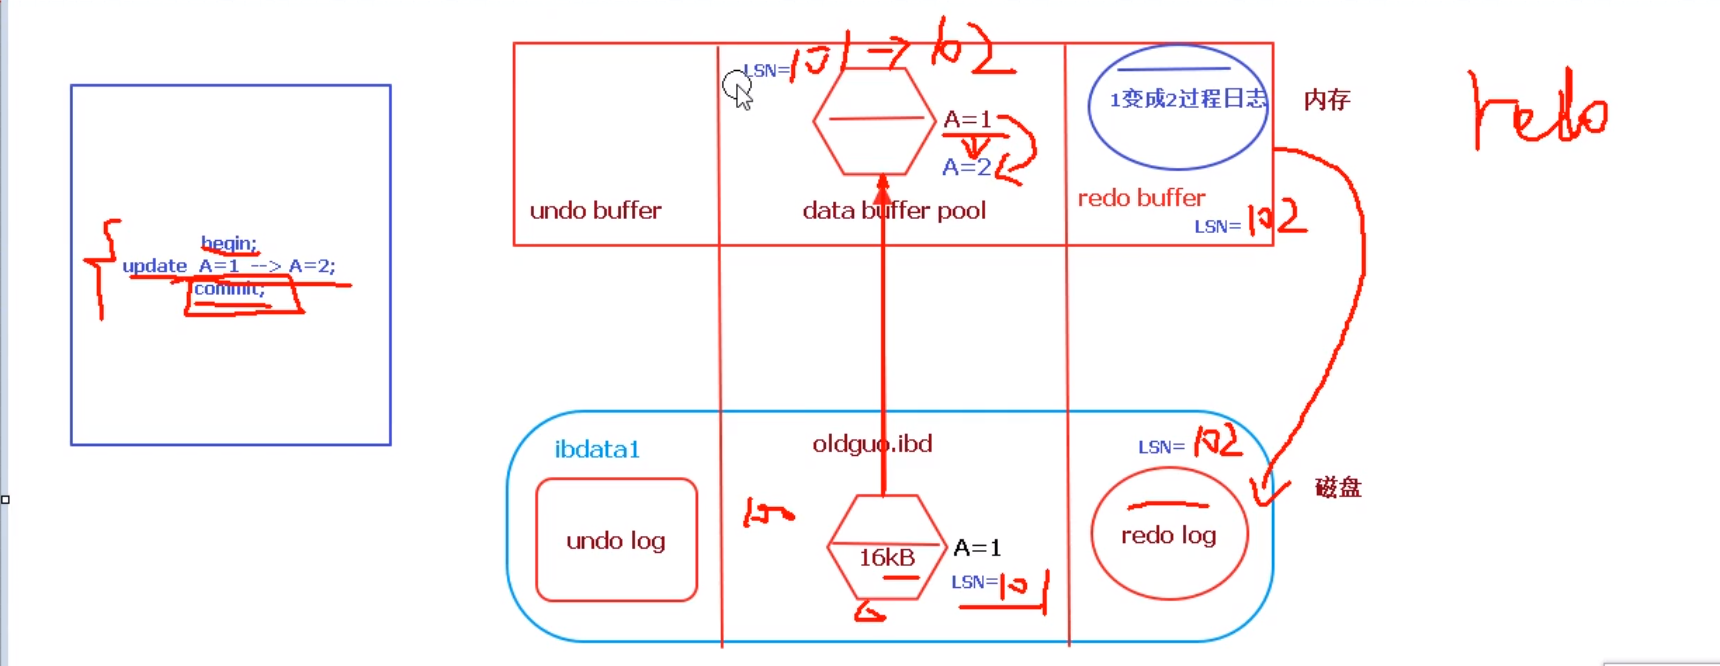 begin;
update A=1 --> A=2;
commit;
LSN=101 → 102
A=1
A=2
1变成2过程日志
内存
redo
undo buffer
data buffer pool
redo buffer
LSN=102
ibdata1
oldguo.ibd
LSN=102
磁盘
undo log
16kB
A=1
LSN=101
redo log